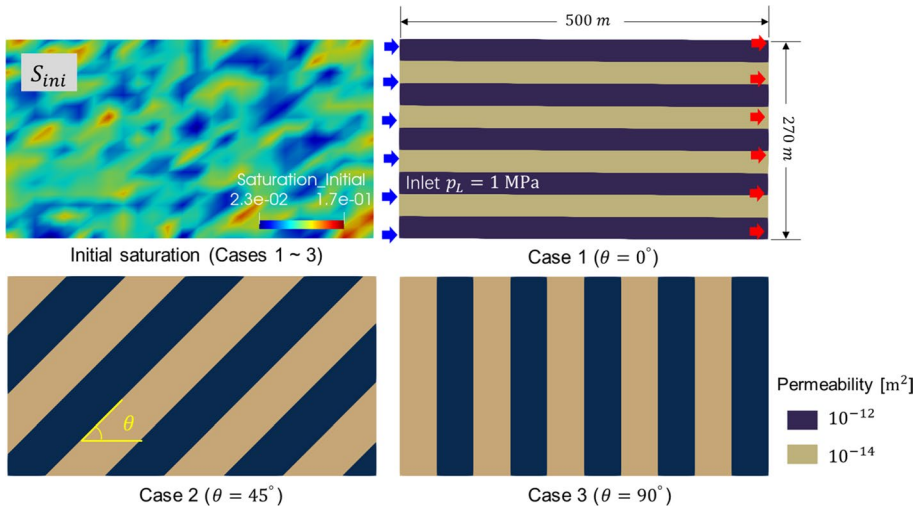 500 m
S_ini
Saturation_Initial
2.3e-02 1.7e-01
Inlet p_L = 1 MPa
270 m
Initial saturation (Cases 1 ~ 3)
Case 1 (θ = 0°)
θ
Case 2 (θ = 45°)
Case 3 (θ = 90°)
Permeability [m²]
10⁻¹²
10⁻¹⁴